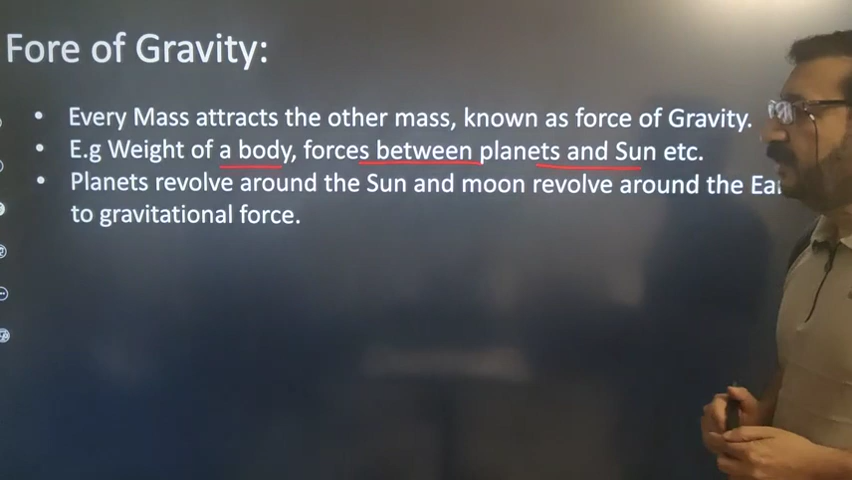 Fore of Gravity:
• Every Mass attracts the other mass, known as force of Gravity.
• E.g Weight of a body, forces between planets and Sun etc.
• Planets revolve around the Sun and moon revolve around the Ea
to gravitational force.